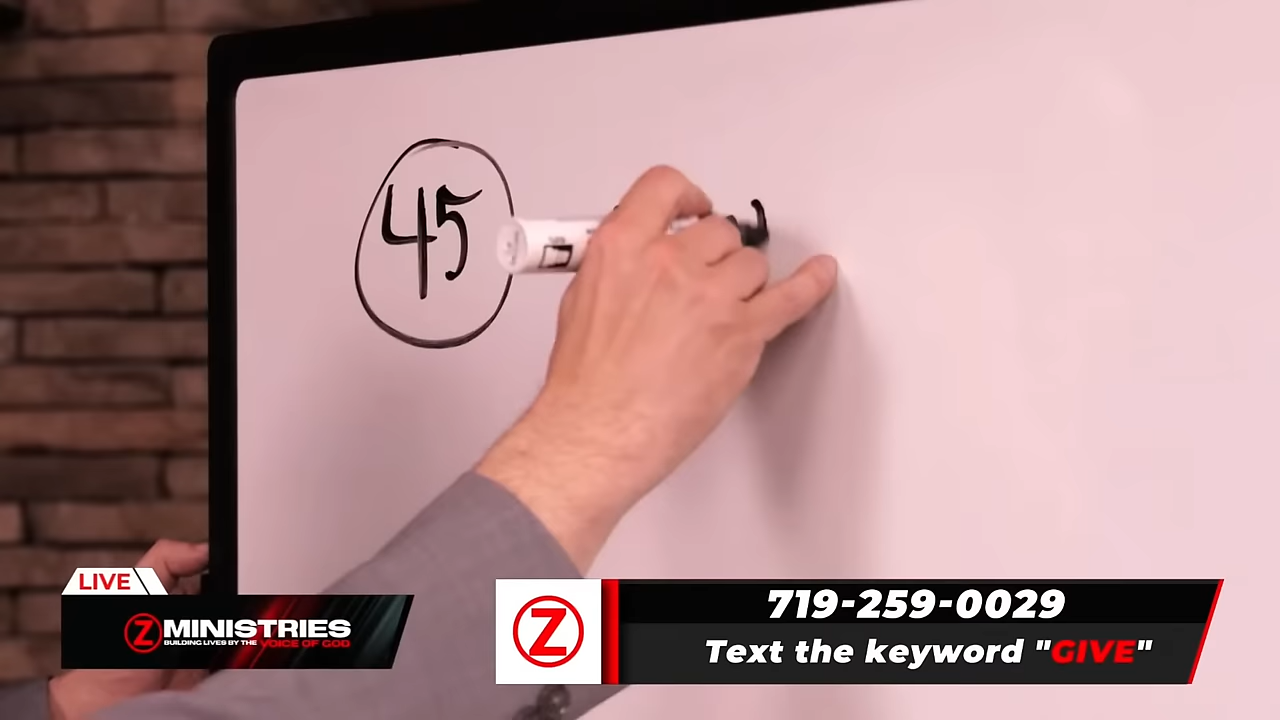 45
LIVE
Z MINISTRIES
BUILDING LIVES BY THE VOICE OF GOD
Z
719-259-0029
Text the keyword "GIVE"